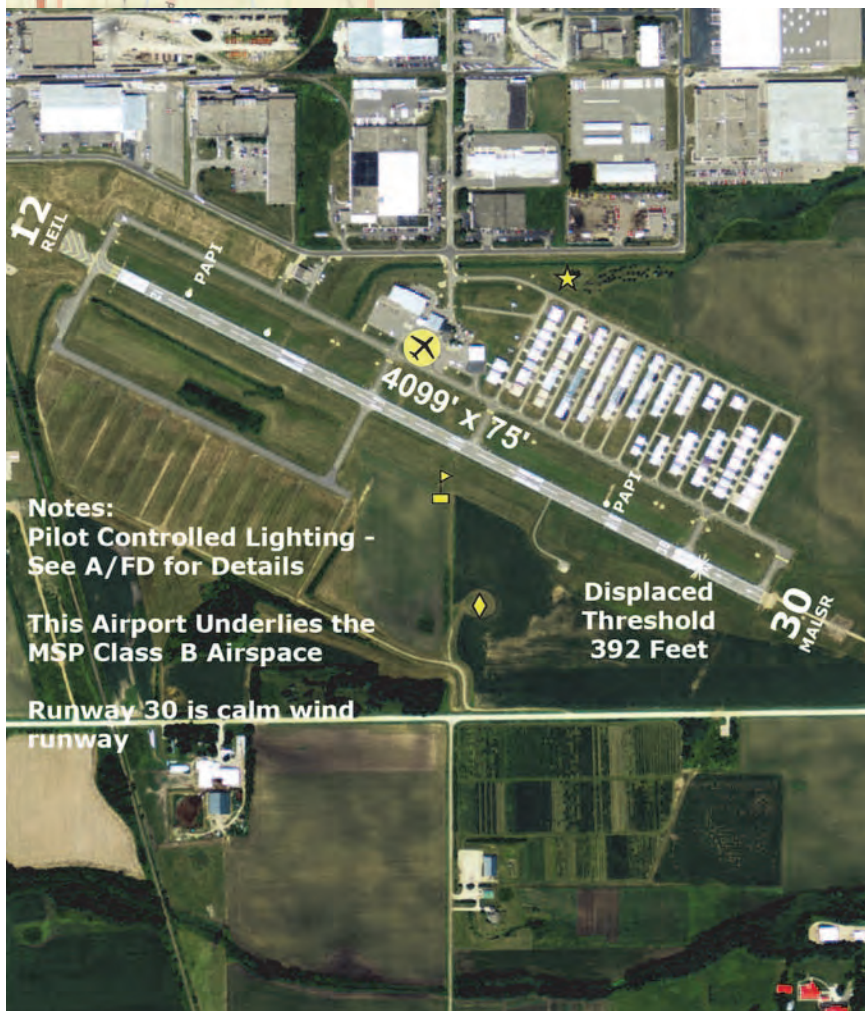 12
REIL
PAPI
4099' x 75'
PAPI
Notes:
Pilot Controlled Lighting -
See A/FD for Details
This Airport Underlies the
MSP Class B Airspace
Runway 30 is calm wind
runway
Displaced
Threshold
392 Feet
30
MALSR